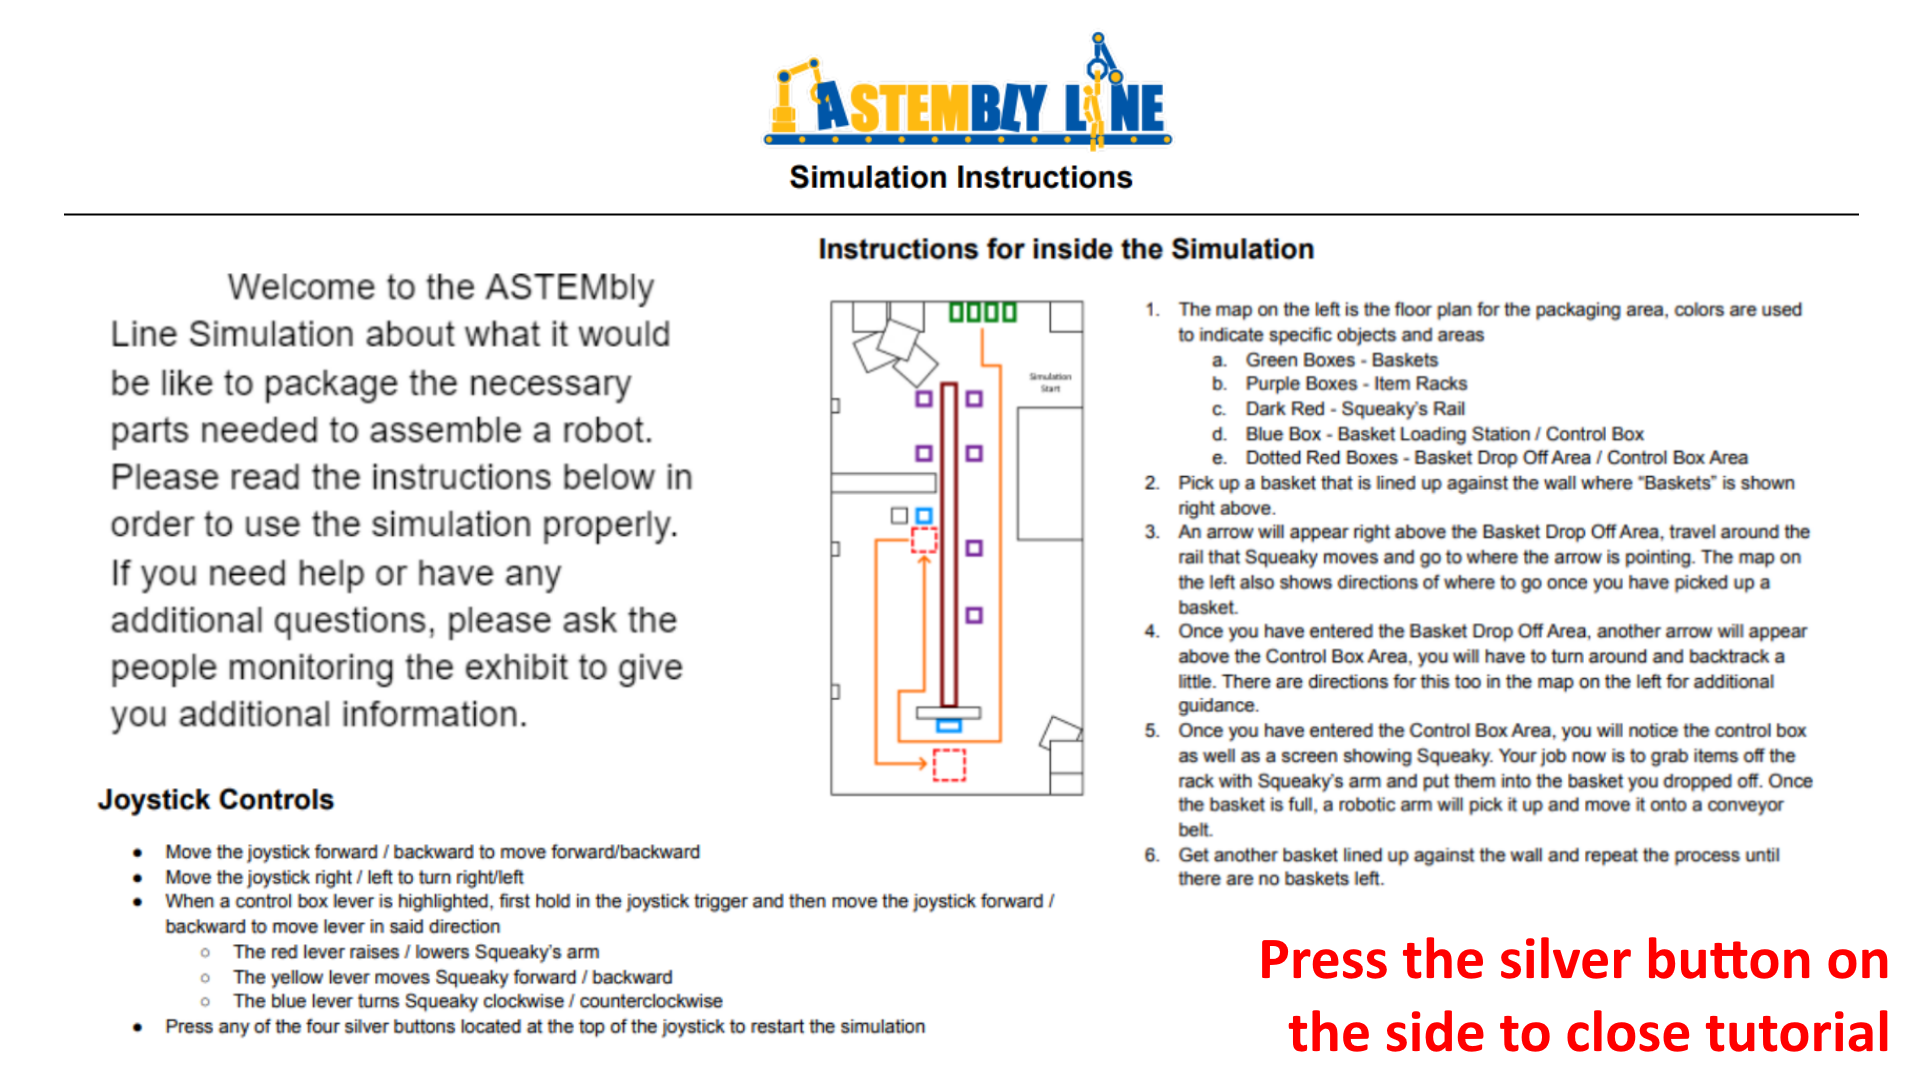 ASTEMBLY LINE
Simulation Instructions
Welcome to the ASTEMbly
Line Simulation about what it would
be like to package the necessary
parts needed to assemble a robot.
Please read the instructions below in
order to use the simulation properly.
If you need help or have any
additional questions, please ask the
people monitoring the exhibit to give
you additional information.
Joystick Controls
● Move the joystick forward / backward to move forward/backward
● Move the joystick right / left to turn right/left
● When a control box lever is highlighted, first hold in the joystick trigger and then move the joystick forward /
backward to move lever in said direction
○ The red lever raises / lowers Squeaky's arm
○ The yellow lever moves Squeaky forward / backward
○ The blue lever turns Squeaky clockwise / counterclockwise
● Press any of the four silver buttons located at the top of the joystick to restart the simulation
Instructions for inside the Simulation
Simulation
Start
1. The map on the left is the floor plan for the packaging area, colors are used
to indicate specific objects and areas
a. Green Boxes - Baskets
b. Purple Boxes - Item Racks
c. Dark Red - Squeaky's Rail
d. Blue Box - Basket Loading Station / Control Box
e. Dotted Red Boxes - Basket Drop Off Area / Control Box Area
2. Pick up a basket that is lined up against the wall where "Baskets" is shown
right above.
3. An arrow will appear right above the Basket Drop Off Area, travel around the
rail that Squeaky moves and go to where the arrow is pointing. The map on
the left also shows directions of where to go once you have picked up a
basket.
4. Once you have entered the Basket Drop Off Area, another arrow will appear
above the Control Box Area, you will have to turn around and backtrack a
little. There are directions for this too in the map on the left for additional
guidance.
5. Once you have entered the Control Box Area, you will notice the control box
as well as a screen showing Squeaky. Your job now is to grab items off the
rack with Squeaky's arm and put them into the basket you dropped off. Once
the basket is full, a robotic arm will pick it up and move it onto a conveyor
belt.
6. Get another basket lined up against the wall and repeat the process until
there are no baskets left.
Press the silver button on
the side to close tutorial